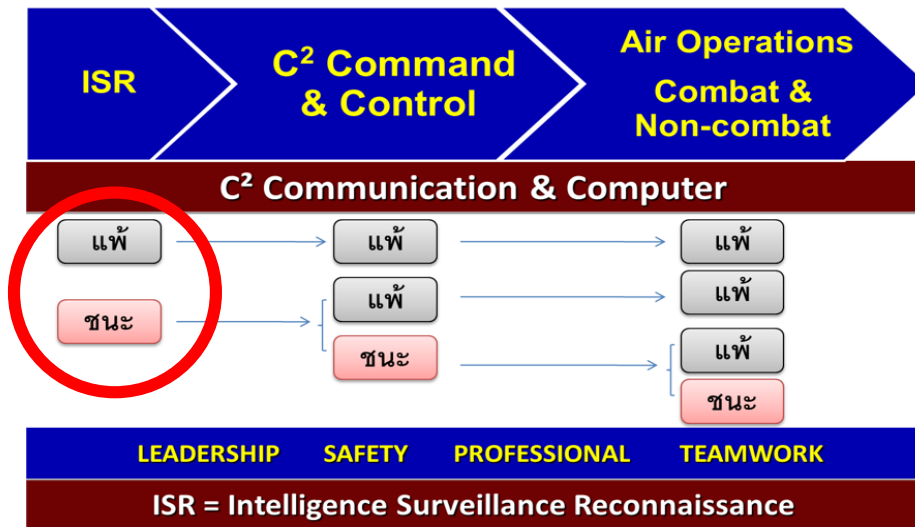 ISR
C² Command
& Control
Air Operations
Combat &
Non-combat
C² Communication & Computer
แพ้ แพ้ แพ้
แพ้ แพ้
ชนะ
ชนะ แพ้
ชนะ
LEADERSHIP SAFETY PROFESSIONAL TEAMWORK
ISR = Intelligence Surveillance Reconnaissance